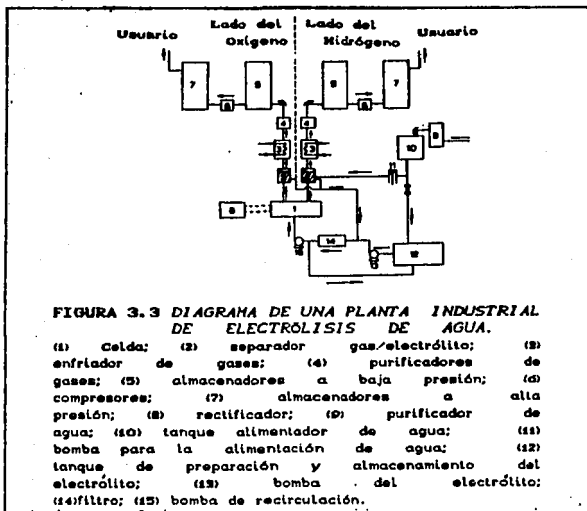 Usuario Lado del Oxígeno Lado del Hidrógeno Usuario
7 5 5 7
6 6
4 4
3 3
9
10
8 1
14
12
FIGURA 3.3 DIAGRAMA DE UNA PLANTA INDUSTRIAL
DE ELECTRÓLISIS DE AGUA.
(1) Celda; (2) separador gas/electrólito; (3)
enfriador de gases; (4) purificadores de
gases; (5) almacenadores a baja presión; (6)
compresores; (7) almacenadores a alta
presión; (8) rectificador; (9) purificador de
agua; (10) tanque alimentador de agua; (11)
bomba para la alimentación de agua; (12)
tanque de preparación y almacenamiento del
electrólito; (13) bomba del electrólito;
(14)filtro; (15) bomba de recirculación.